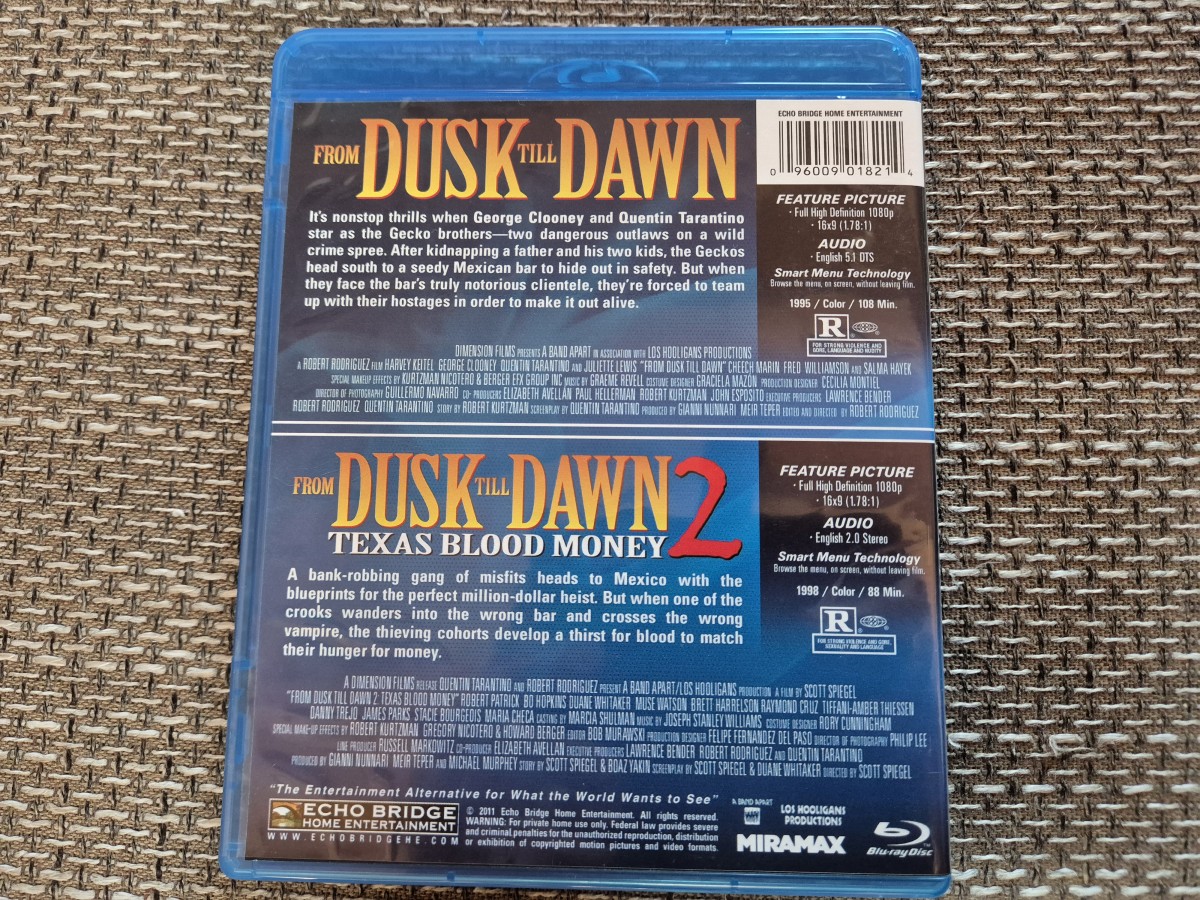 FROM DUSK TILL DAWN
It's nonstop thrills when George Clooney and Quentin Tarantino
star as the Gecko brothers—two dangerous outlaws on a wild
crime spree. After kidnapping a father and his two kids, the Geckos
head south to a seedy Mexican bar to hide out in safety. But when
they face the bar's truly notorious clientele, they're forced to team
up with their hostages in order to make it out alive.
ECHO BRIDGE HOME ENTERTAINMENT
0 96009 01821 4
FEATURE PICTURE
· Full High Definition 1080p
· 16x9 (1.78:1)
AUDIO
· English 5.1 DTS
Smart Menu Technology
Browse the menu, on screen, without leaving film.
1995 / Color / 108 Min.
R
FOR STRONG VIOLENCE AND
GORE, LANGUAGE AND NUDITY
DIMENSION FILMS PRESENTS A BAND APART IN ASSOCIATION WITH LOS HOOLIGANS PRODUCTIONS
A ROBERT RODRIGUEZ FILM HARVEY KEITEL GEORGE CLOONEY QUENTIN TARANTINO AND JULIETTE LEWIS "FROM DUSK TILL DAWN" CHEECH MARIN FRED WILLIAMSON AND SALMA HAYEK
SPECIAL MAKEUP EFFECTS BY KURTZMAN NICOTERO & BERGER EFX GROUP INC MUSIC BY GRAEME REVELL COSTUME DESIGNER GRACIELA MAZÓN PRODUCTION DESIGNER CECILIA MONTIEL
DIRECTOR OF PHOTOGRAPHY GUILLERMO NAVARRO CO-PRODUCERS ELIZABETH AVELLAN PAUL HELLERMAN ROBERT KURTZMAN JOHN ESPOSITO EXECUTIVE PRODUCERS LAWRENCE BENDER
ROBERT RODRIGUEZ QUENTIN TARANTINO STORY BY ROBERT KURTZMAN SCREENPLAY BY QUENTIN TARANTINO PRODUCED BY GIANNI NUNNARI MEIR TEPER EDITED AND DIRECTED BY ROBERT RODRIGUEZ
FROM DUSK TILL DAWN 2
TEXAS BLOOD MONEY
A bank-robbing gang of misfits heads to Mexico with the
blueprints for the perfect million-dollar heist. But when one of the
crooks wanders into the wrong bar and crosses the wrong
vampire, the thieving cohorts develop a thirst for blood to match
their hunger for money.
FEATURE PICTURE
· Full High Definition 1080p
· 16x9 (1.78:1)
AUDIO
· English 2.0 Stereo
Smart Menu Technology
Browse the menu, on screen, without leaving film.
1998 / Color / 88 Min.
R
FOR STRONG VIOLENCE AND GORE,
SEXUALITY AND LANGUAGE
A DIMENSION FILMS RELEASE QUENTIN TARANTINO AND ROBERT RODRIGUEZ PRESENT A BAND APART/LOS HOOLIGANS PRODUCTION A FILM BY SCOTT SPIEGEL
"FROM DUSK TILL DAWN 2: TEXAS BLOOD MONEY" ROBERT PATRICK BO HOPKINS DUANE WHITAKER MUSE WATSON BRETT HARRELSON RAYMOND CRUZ TIFFANI-AMBER THIESSEN
DANNY TREJO JAMES PARKS STACIE BOURGEOIS MARIA CHECA CASTING BY MARCIA SHULMAN MUSIC BY JOSEPH STANLEY WILLIAMS COSTUME DESIGNER RORY CUNNINGHAM
SPECIAL MAKE-UP EFFECTS BY ROBERT KURTZMAN GREGORY NICOTERO & HOWARD BERGER EDITOR BOB MURAWSKI PRODUCTION DESIGNER FELIPE FERNANDEZ DEL PASO DIRECTOR OF PHOTOGRAPHY PHILIP LEE
LINE PRODUCER RUSSELL MARKOWITZ CO-PRODUCER ELIZABETH AVELLAN EXECUTIVE PRODUCERS LAWRENCE BENDER ROBERT RODRIGUEZ AND QUENTIN TARANTINO
PRODUCED BY GIANNI NUNNARI MEIR TEPER AND MICHAEL MURPHEY STORY BY SCOTT SPIEGEL & BOAZ YAKIN SCREENPLAY BY SCOTT SPIEGEL & DUANE WHITAKER DIRECTED BY SCOTT SPIEGEL
"The Entertainment Alternative for What the World Wants to See"
ECHO BRIDGE
HOME ENTERTAINMENT
WWW.ECHOBRIDGEHE.COM
© 2011 Echo Bridge Home Entertainment. All rights reserved.
WARNING: For private home use only. Federal law provides severe
and criminal penalties for the unauthorized reproduction, distribution
or exhibition of copyrighted motion pictures and video formats.
A BAND APART
LOS HOOLIGANS
PRODUCTIONS
MIRAMAX
Blu-ray Disc